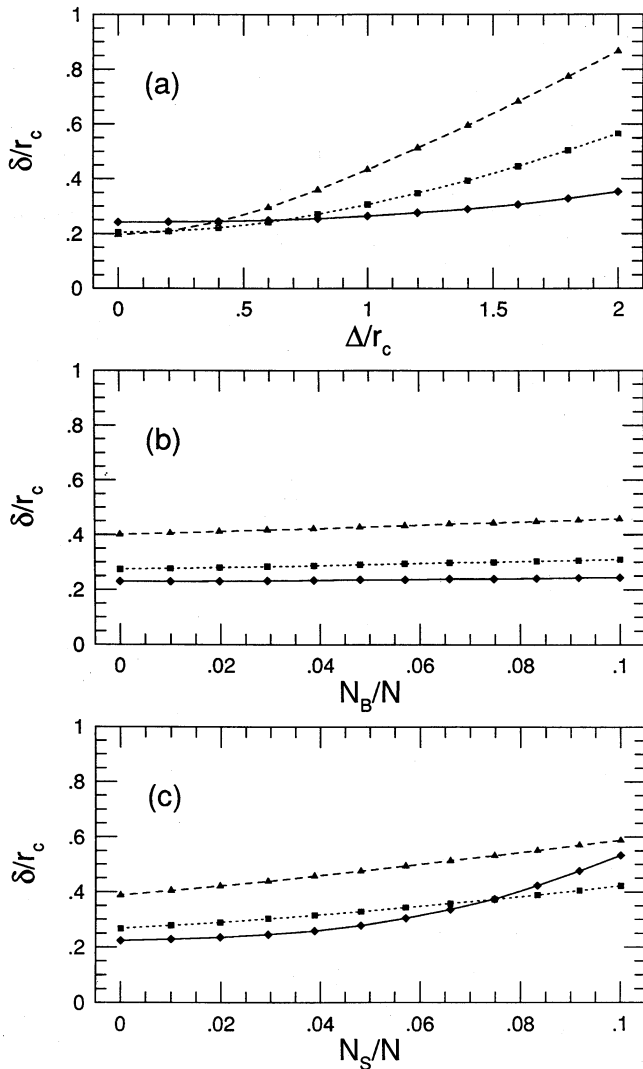 1
.8
(a)
.6
δ/r_c
.4
.2
0
0 .5 1 1.5 2
Δ/r_c
1
.8
(b)
.6
δ/r_c
.4
.2
0
0 .02 .04 .06 .08 .1
N_B/N
1
.8
(c)
.6
δ/r_c
.4
.2
0
0 .02 .04 .06 .08 .1
N_S/N